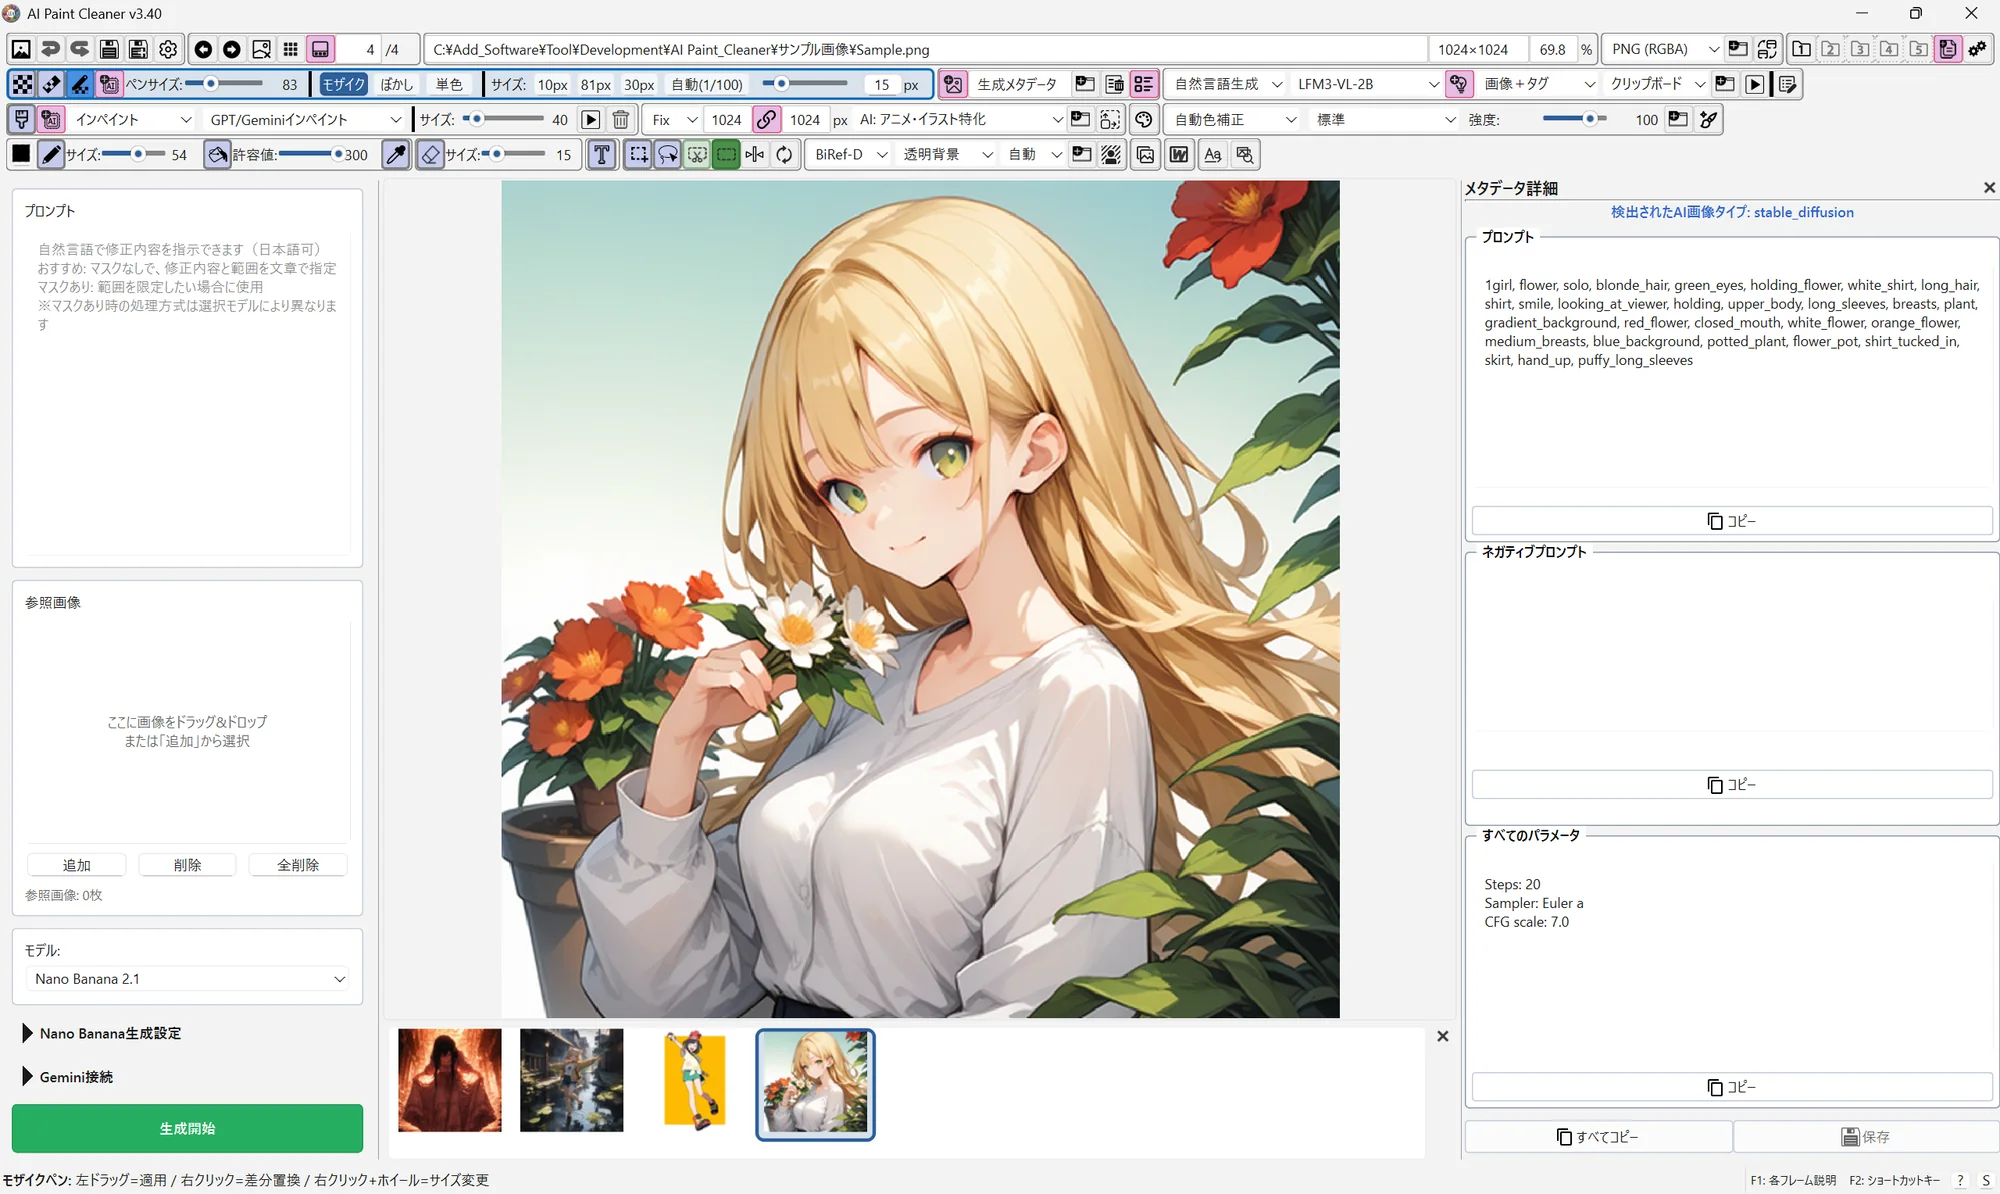 AI Paint Cleaner v3.40
4 /4 C:¥Add_Software¥Tool¥Development¥AI Paint_Cleaner¥サンプル画像¥Sample.png 1024×1024 69.8 % PNG (RGBA) 1 2 3 4 5
AI ペンサイズ: 83 モザイク ぼかし 単色 サイズ: 10px 81px 30px 自動(1/100) 15 px 生成メタデータ 自然言語生成 LFM3-VL-2B 画像＋タグ クリップボード
AI インペイント GPT/Geminiインペイント サイズ: 40 Fix 1024 1024 px AI: アニメ・イラスト特化 自動色補正 標準 強度: 100
サイズ: 54 許容値: 300 サイズ: 15 T BiRef-D 透明背景 自動 W Aa
プロンプト
自然言語で修正内容を指示できます（日本語可）
おすすめ: マスクなしで、修正内容と範囲を文章で指定
マスクあり: 範囲を限定したい場合に使用
※マスクあり時の処理方式は選択モデルにより異なりま
す
参照画像
ここに画像をドラッグ&ドロップ
または「追加」から選択
追加 削除 全削除
参照画像: 0枚
モデル:
Nano Banana 2.1
Nano Banana生成設定
Gemini接続
生成開始
メタデータ詳細
検出されたAI画像タイプ: stable_diffusion
プロンプト
1girl, flower, solo, blonde_hair, green_eyes, holding_flower, white_shirt, long_hair,
shirt, smile, looking_at_viewer, holding, upper_body, long_sleeves, breasts, plant,
gradient_background, red_flower, closed_mouth, white_flower, orange_flower,
medium_breasts, blue_background, potted_plant, flower_pot, shirt_tucked_in,
skirt, hand_up, puffy_long_sleeves
コピー
ネガティブプロンプト
コピー
すべてのパラメータ
Steps: 20
Sampler: Euler a
CFG scale: 7.0
コピー
すべてコピー 保存
モザイクペン: 左ドラッグ=適用 / 右クリック=差分置換 / 右クリック+ホイール=サイズ変更
F1: 各フレーム説明 F2: ショートカットキー ? S